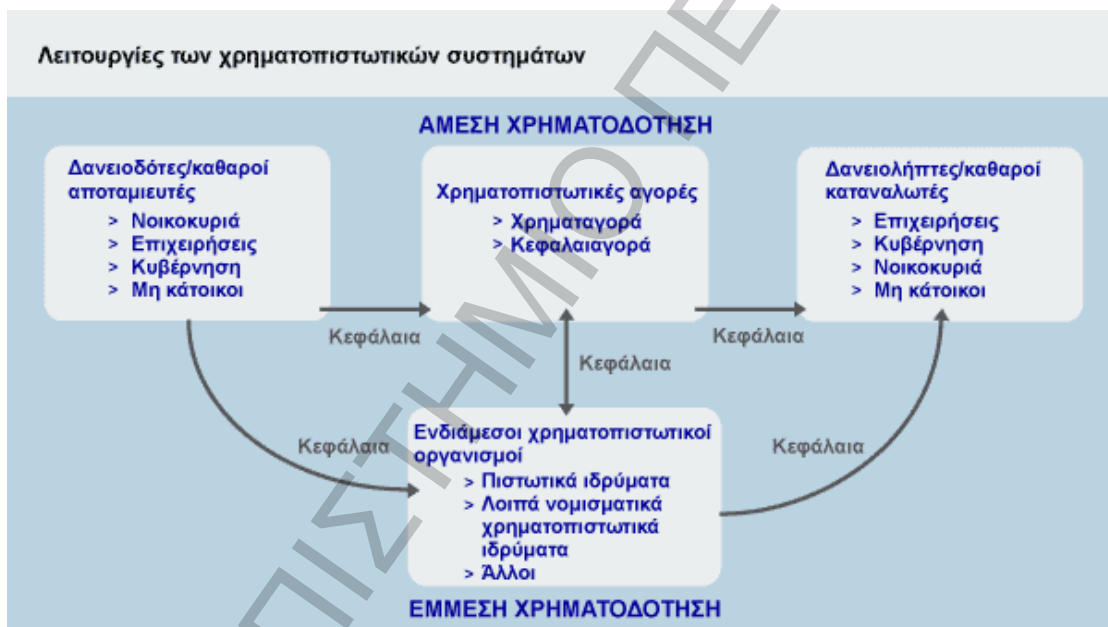 Λειτουργίες των χρηματοπιστωτικών συστημάτων
ΑΜΕΣΗ ΧΡΗΜΑΤΟΔΟΤΗΣΗ
Δανειοδότες/καθαροί
αποταμιευτές
> Νοικοκυριά
> Επιχειρήσεις
> Κυβέρνηση
> Μη κάτοικοι
Χρηματοπιστωτικές αγορές
> Χρηματαγορά
> Κεφαλαιαγορά
Δανειολήπτες/καθαροί
καταναλωτές
> Επιχειρήσεις
> Κυβέρνηση
> Νοικοκυριά
> Μη κάτοικοι
Κεφάλαια
Κεφάλαια
Κεφάλαια
Κεφάλαια
Κεφάλαια
Ενδιάμεσοι χρηματοπιστωτικοί
οργανισμοί
> Πιστωτικά ιδρύματα
> Λοιπά νομισματικά
χρηματοπιστωτικά
ιδρύματα
> Άλλοι
ΕΜΜΕΣΗ ΧΡΗΜΑΤΟΔΟΤΗΣΗ